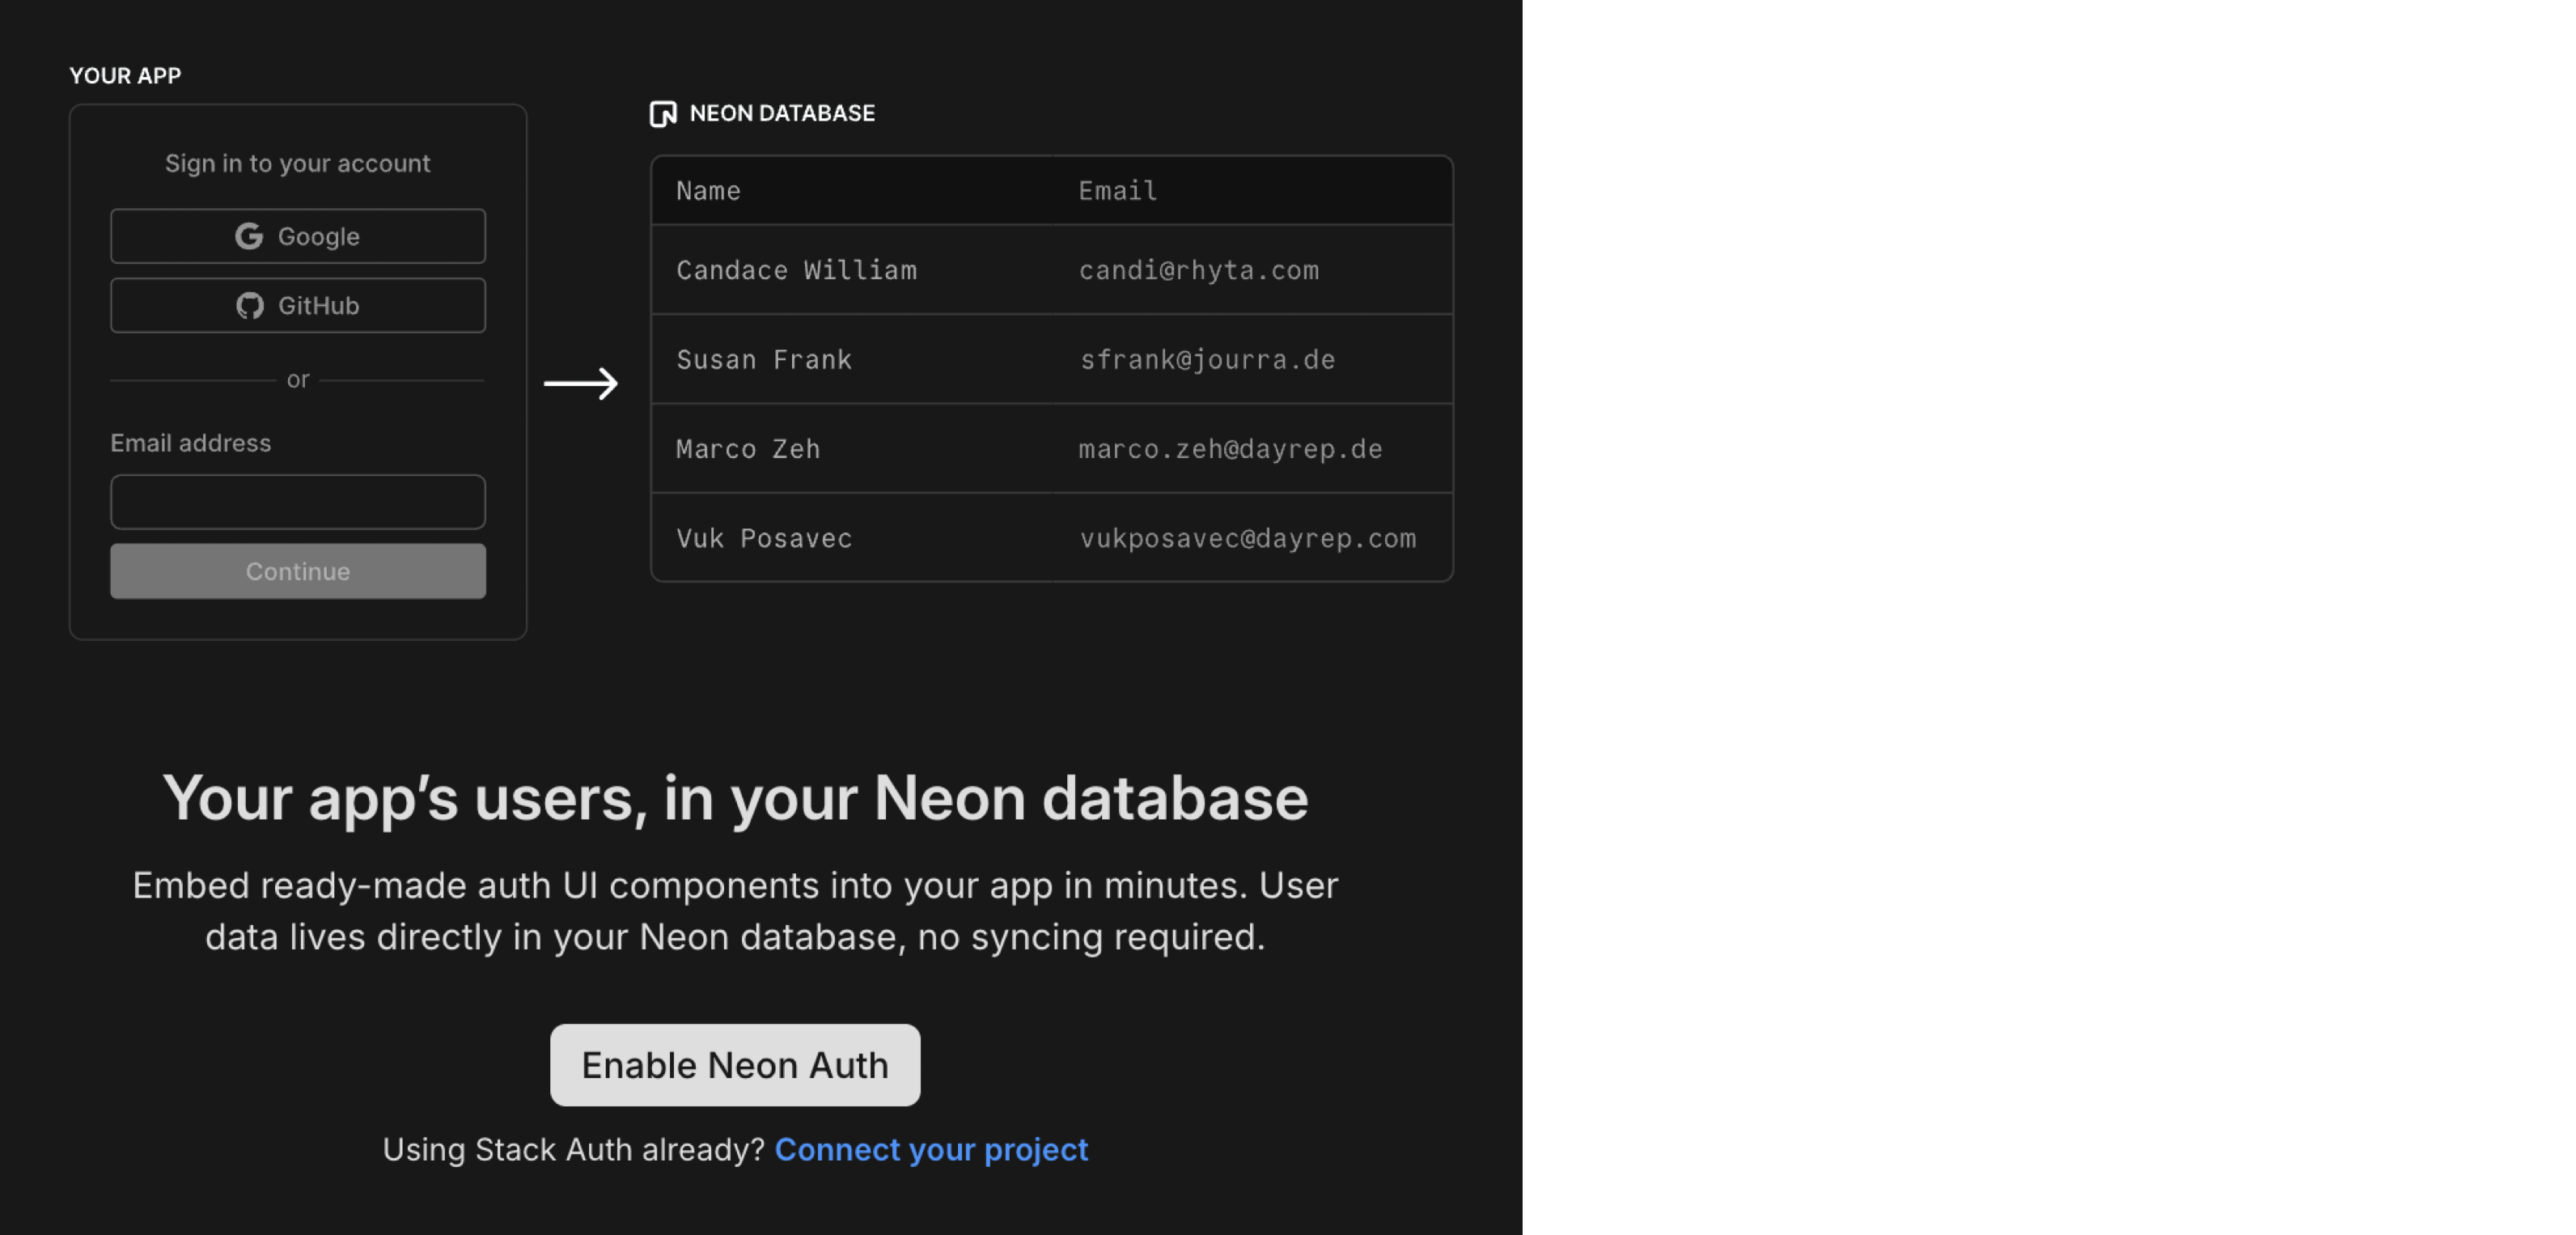 YOUR APP
Sign in to your account
Google
GitHub
or
Email address
Continue
NEON DATABASE
Name Email
Candace William candi@rhyta.com
Susan Frank sfrank@jourra.de
Marco Zeh marco.zeh@dayrep.de
Vuk Posavec vukposavec@dayrep.com
Your app’s users, in your Neon database
Embed ready-made auth UI components into your app in minutes. User
data lives directly in your Neon database, no syncing required.
Enable Neon Auth
Using Stack Auth already? Connect your project